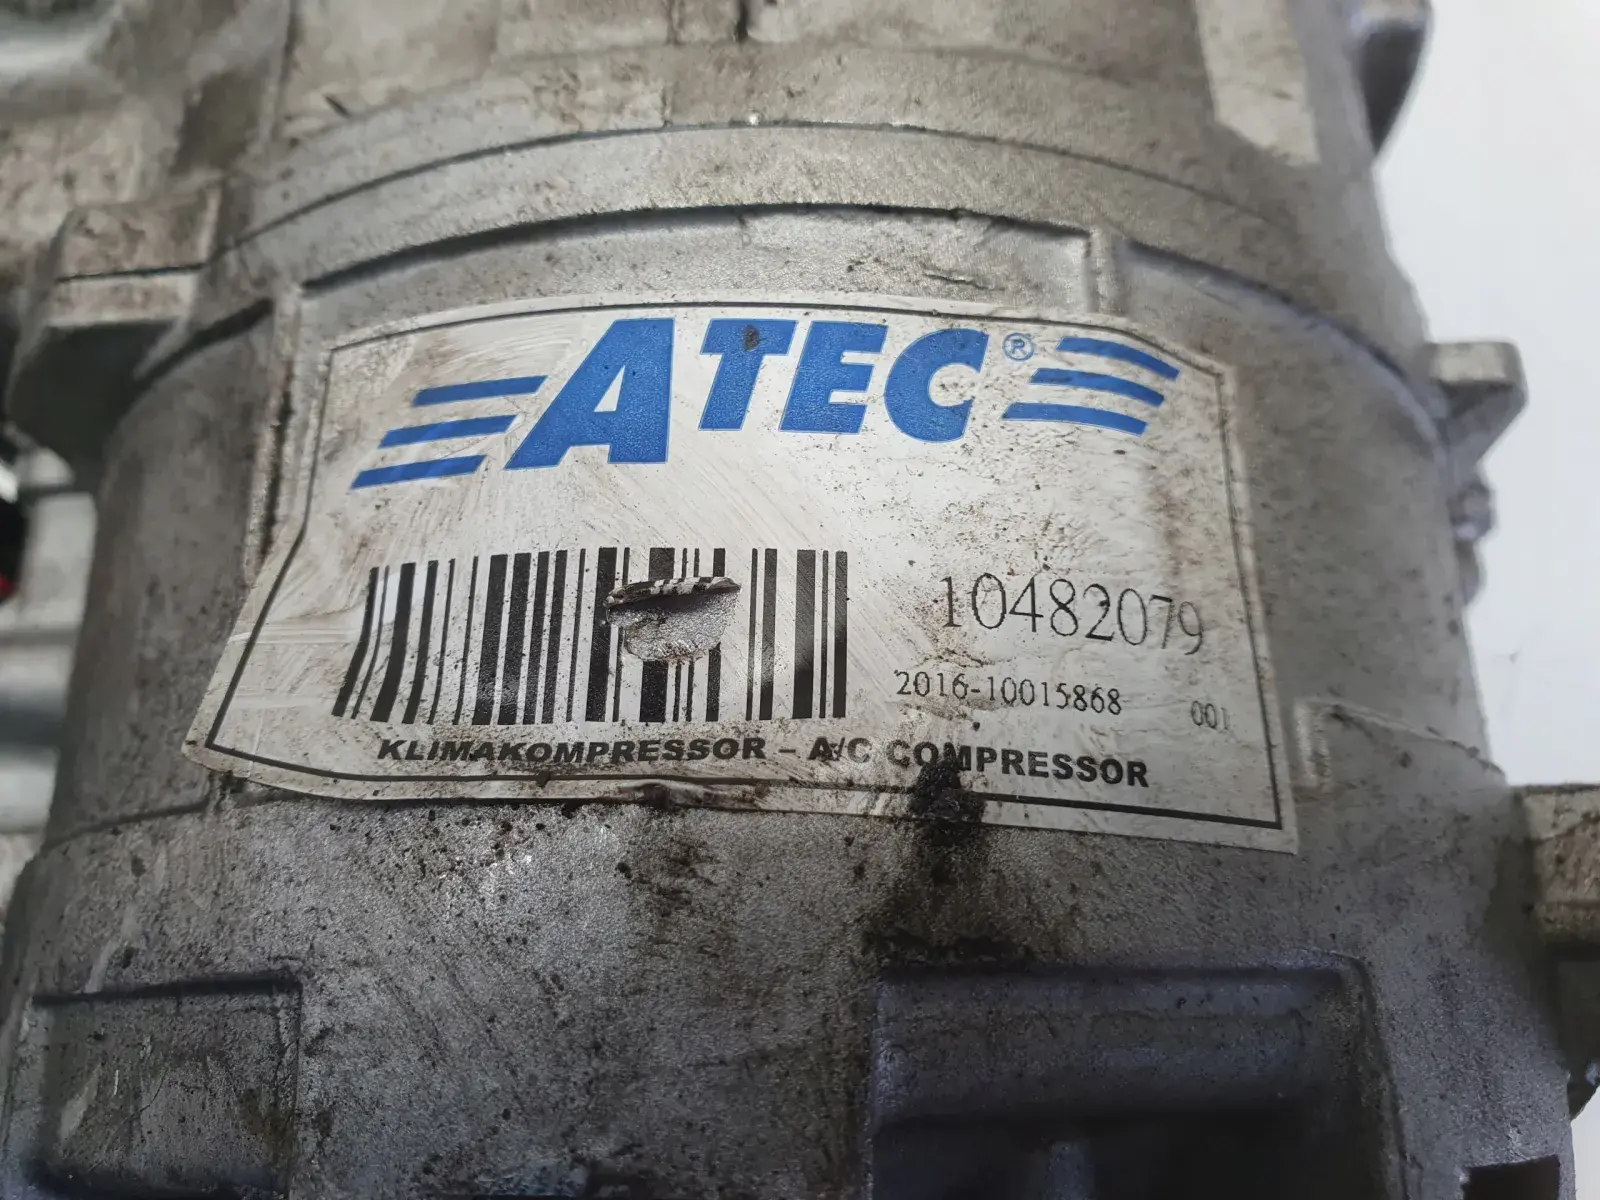 ATEC®
10482079
2016-10015868 001
KLIMAKOMPRESSOR – A/C COMPRESSOR